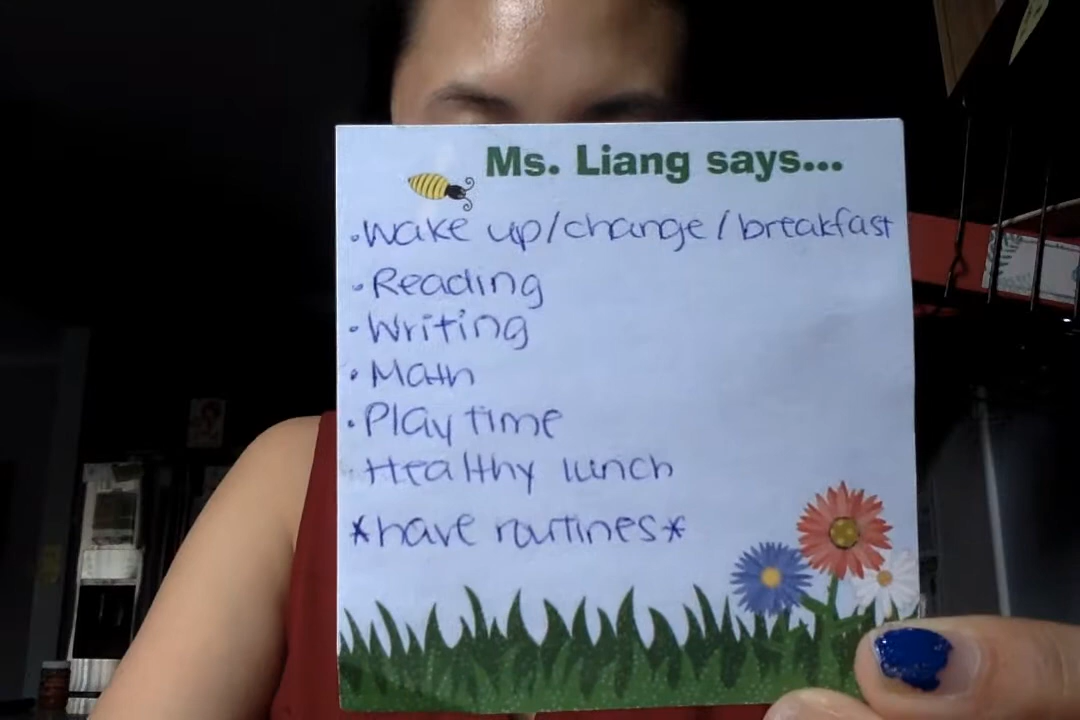 Ms. Liang says...
• Wake up/change/breakfast
• Reading
• Writing
• Math
• Play time
• Healthy lunch
*have routines*